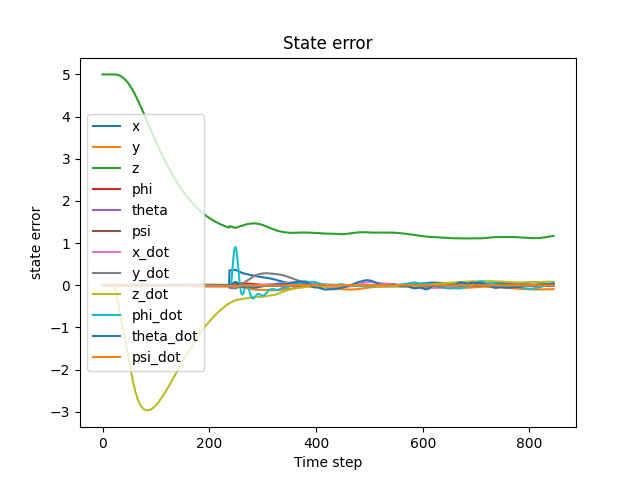 State error
state error
5
4
3
2
1
0
−1
−2
−3
x
y
z
phi
theta
psi
x_dot
y_dot
z_dot
phi_dot
theta_dot
psi_dot
0 200 400 600 800
Time step